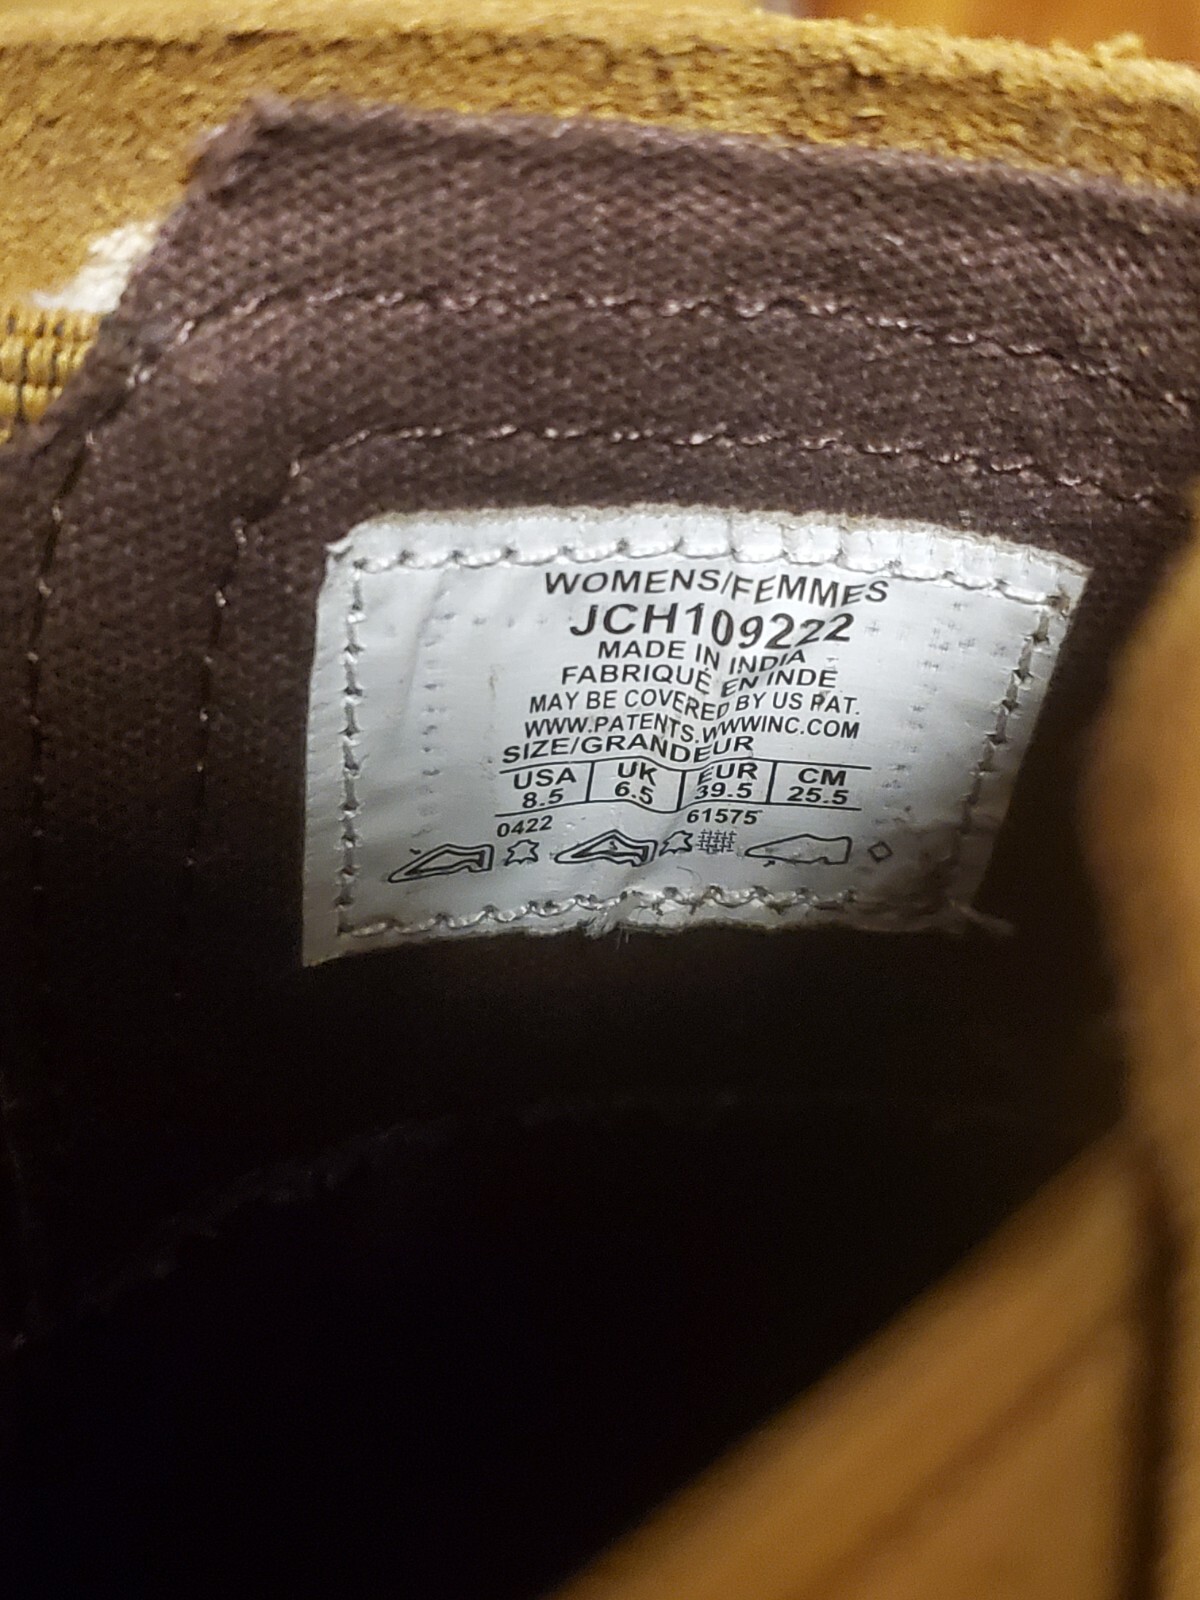 WOMENS/FEMMES
JCH109222
MADE IN INDIA
FABRIQUÉ EN INDE
MAY BE COVERED BY US PAT.
WWW.PATENTS.WWWINC.COM
SIZE/GRANDEUR
USA UK EUR CM
8.5 6.5 39.5 25.5
0422 61575